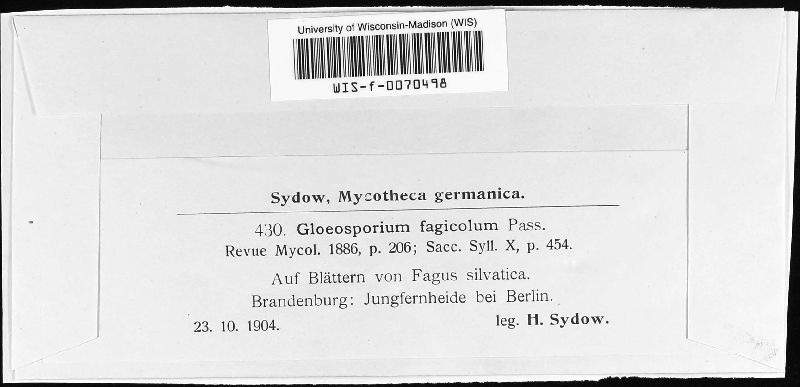 University of Wisconsin-Madison (WIS)
WIS-f-0070498
Sydow, Mycotheca germanica.
430. Gloeosporium fagicolum Pass.
Revue Mycol. 1886, p. 206; Sacc. Syll. X, p. 454.
Auf Blättern von Fagus silvatica.
Brandenburg: Jungfernheide bei Berlin.
23. 10. 1904. leg. H. Sydow.